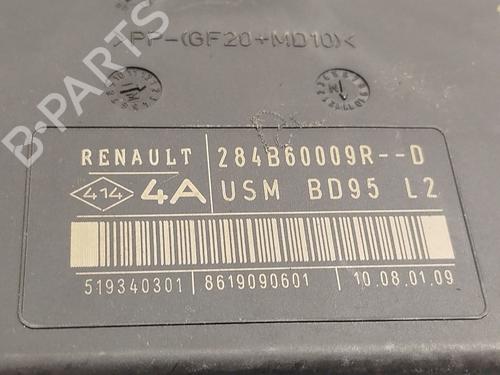 >PP-(GF20+MD10)<
RENAULT 284B60009R--D
414 4A USM BD95 L2
519340301 8619090601 10.08.01.09
B-PARTS